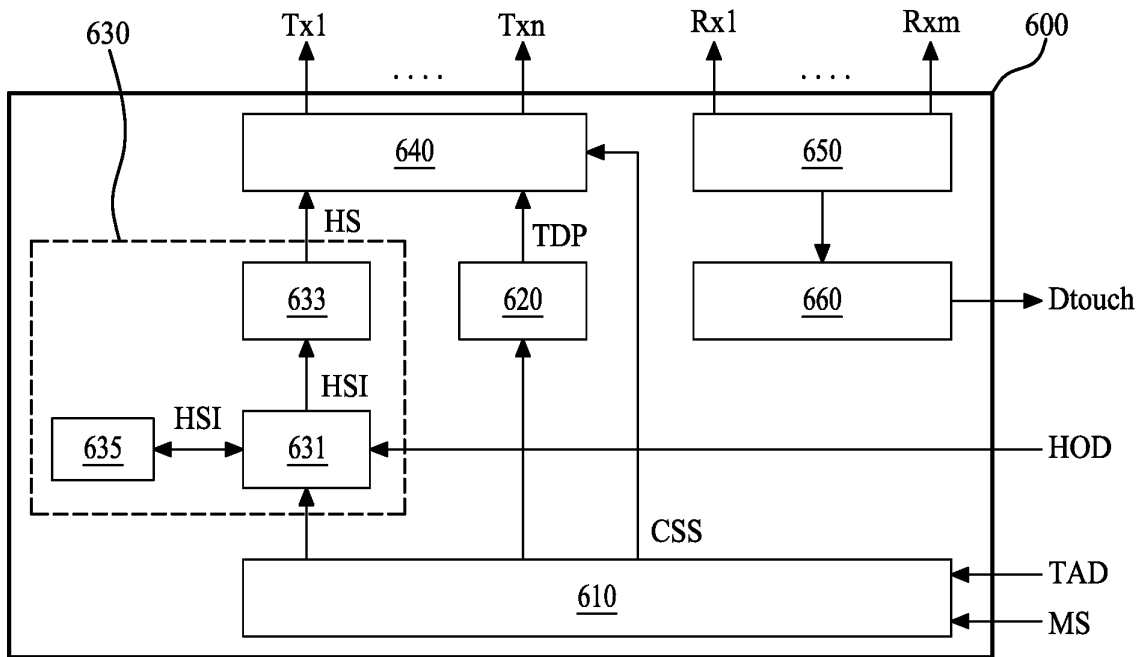 630 Tx1 Txn Rx1 Rxm 600
.... ....
640 650
HS TDP
633 620 660 Dtouch
HSI
HSI
635 631 HOD
CSS
610 TAD
MS